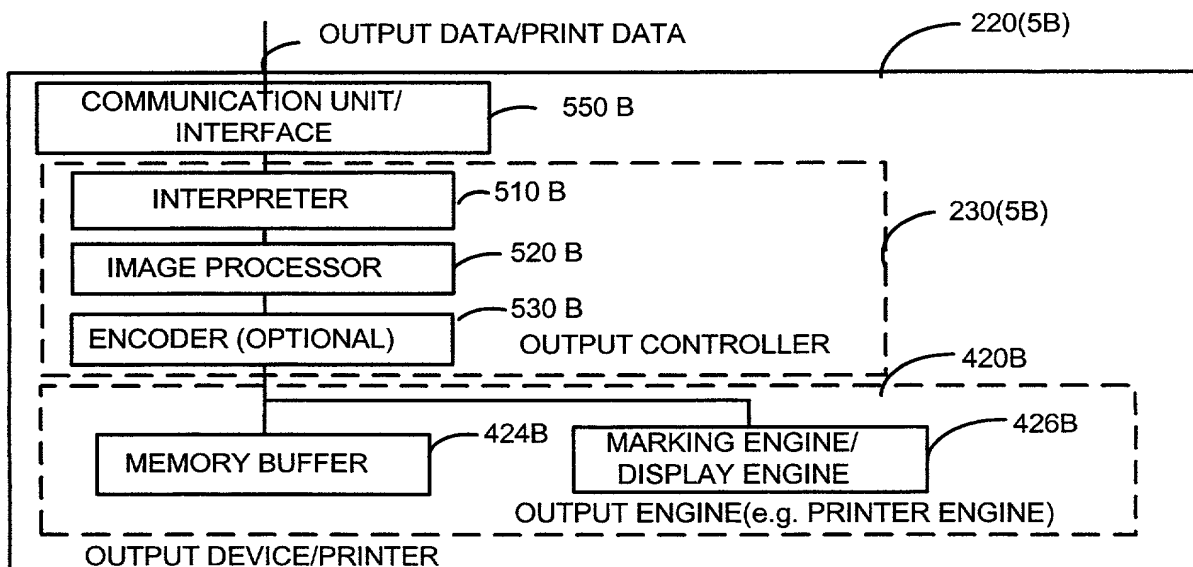 OUTPUT DATA/PRINT DATA
220(5B)
COMMUNICATION UNIT/
INTERFACE
550 B
INTERPRETER
510 B
230(5B)
IMAGE PROCESSOR
520 B
530 B
ENCODER (OPTIONAL)
OUTPUT CONTROLLER
420B
424B
426B
MEMORY BUFFER
MARKING ENGINE/
DISPLAY ENGINE
OUTPUT ENGINE(e.g. PRINTER ENGINE)
OUTPUT DEVICE/PRINTER